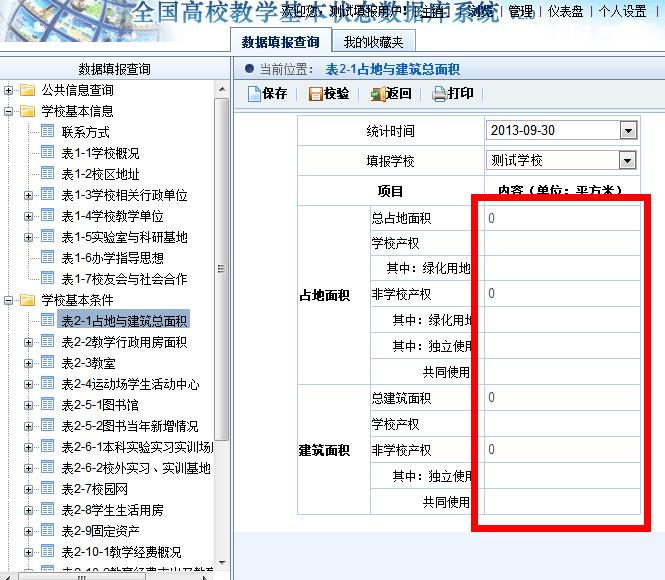 全国高校教学基本状态数据库系统
欢迎您，测试填报用户! [注销] 浏览 | 管理 | 仪表盘 | 个人设置 |
数据填报查询 我的收藏夹
数据填报查询
公共信息查询
学校基本信息
联系方式
表1-1学校概况
表1-2校区地址
表1-3学校相关行政单位
表1-4学校教学单位
表1-5实验室与科研基地
表1-6办学指导思想
表1-7校友会与社会合作
学校基本条件
表2-1占地与建筑总面积
表2-2教学行政用房面积
表2-3教室
表2-4运动场学生活动中心
表2-5-1图书馆
表2-5-2图书当年新增情况
表2-6-1本科实验实习实训场
表2-6-2校外实习、实训基地
表2-7校园网
表2-8学生生活用房
表2-9固定资产
表2-10-1教学经费概况
当前位置： 表2-1占地与建筑总面积
保存 校验 返回 打印
统计时间 2013-09-30
填报学校 测试学校
项目 内容（单位：平方米）
占地面积
总占地面积 0
学校产权
其中：绿化用地
非学校产权 0
其中：绿化用地
其中：独立使用
共同使用
建筑面积
总建筑面积 0
学校产权
非学校产权 0
其中：独立使用
共同使用